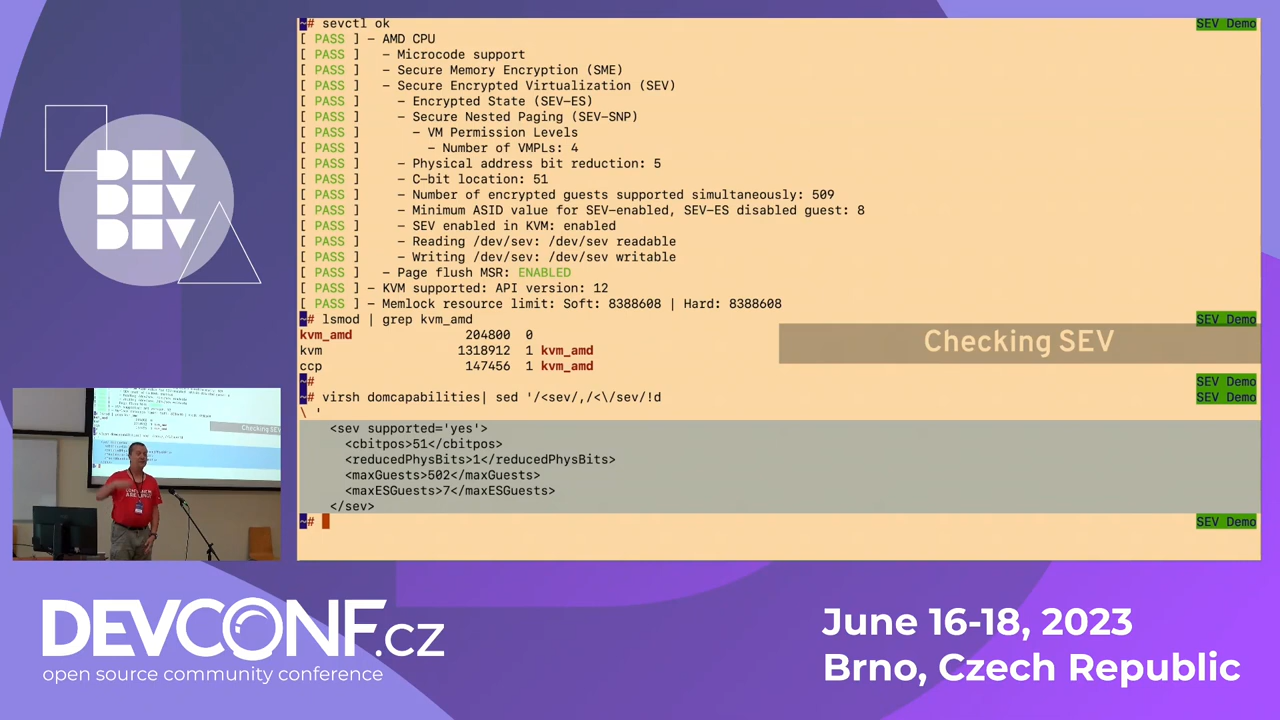 ~# sevctl ok SEV Demo
[ PASS ] - AMD CPU
[ PASS ] - Microcode support
[ PASS ] - Secure Memory Encryption (SME)
[ PASS ] - Secure Encrypted Virtualization (SEV)
[ PASS ] - Encrypted State (SEV-ES)
[ PASS ] - Secure Nested Paging (SEV-SNP)
[ PASS ] - VM Permission Levels
[ PASS ] - Number of VMPLs: 4
[ PASS ] - Physical address bit reduction: 5
[ PASS ] - C-bit location: 51
[ PASS ] - Number of encrypted guests supported simultaneously: 509
[ PASS ] - Minimum ASID value for SEV-enabled, SEV-ES disabled guest: 8
[ PASS ] - SEV enabled in KVM: enabled
[ PASS ] - Reading /dev/sev: /dev/sev readable
[ PASS ] - Writing /dev/sev: /dev/sev writable
[ PASS ] - Page flush MSR: ENABLED
[ PASS ] - KVM supported: API version: 12
[ PASS ] - Memlock resource limit: Soft: 8388608 | Hard: 8388608
~# lsmod | grep kvm_amd SEV Demo
kvm_amd 204800 0
kvm 1318912 1 kvm_amd
ccp 147456 1 kvm_amd
Checking SEV
~# SEV Demo
~# virsh domcapabilities| sed '/<sev/,/<\/sev/!d SEV Demo
\ '
<sev supported='yes'>
<cbitpos>51</cbitpos>
<reducedPhysBits>1</reducedPhysBits>
<maxGuests>502</maxGuests>
<maxESGuests>7</maxESGuests>
</sev>
~# SEV Demo
DEV
DEV
DEV
Checking SEV
DEVCONF.CZ
open source community conference
June 16-18, 2023
Brno, Czech Republic